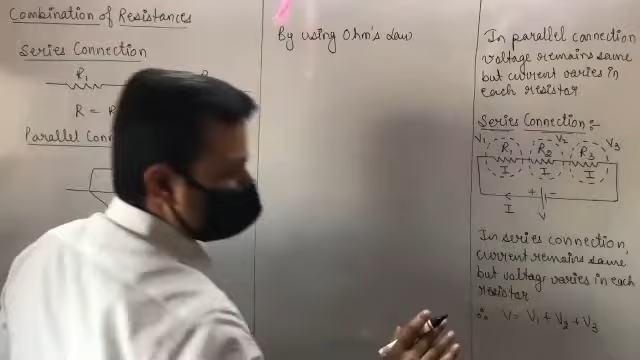 Combination of Resistances
Series Connection
R1
R = R
Parallel Conn
By using Ohm's Law
In parallel connection
voltage remains same
but current varies in
each resistor
Series Connection:-
V1 V2 V3
R1 R2 R3
I I I
+ -
I V
In series connection,
current remains same
but voltage varies in each
resistor
∴ V = V1 + V2 + V3